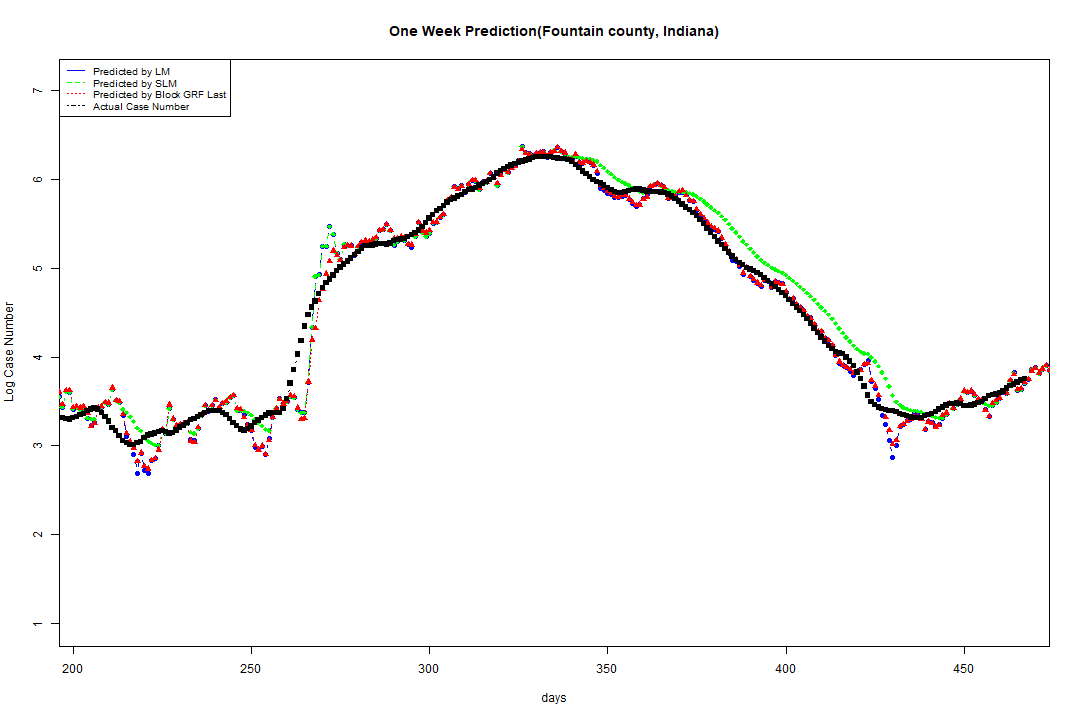 One Week Prediction(Fountain county, Indiana)
Predicted by LM
Predicted by SLM
Predicted by Block GRF Last
Actual Case Number
7
6
5
4
3
2
1
Log Case Number
200 250 300 350 400 450
days